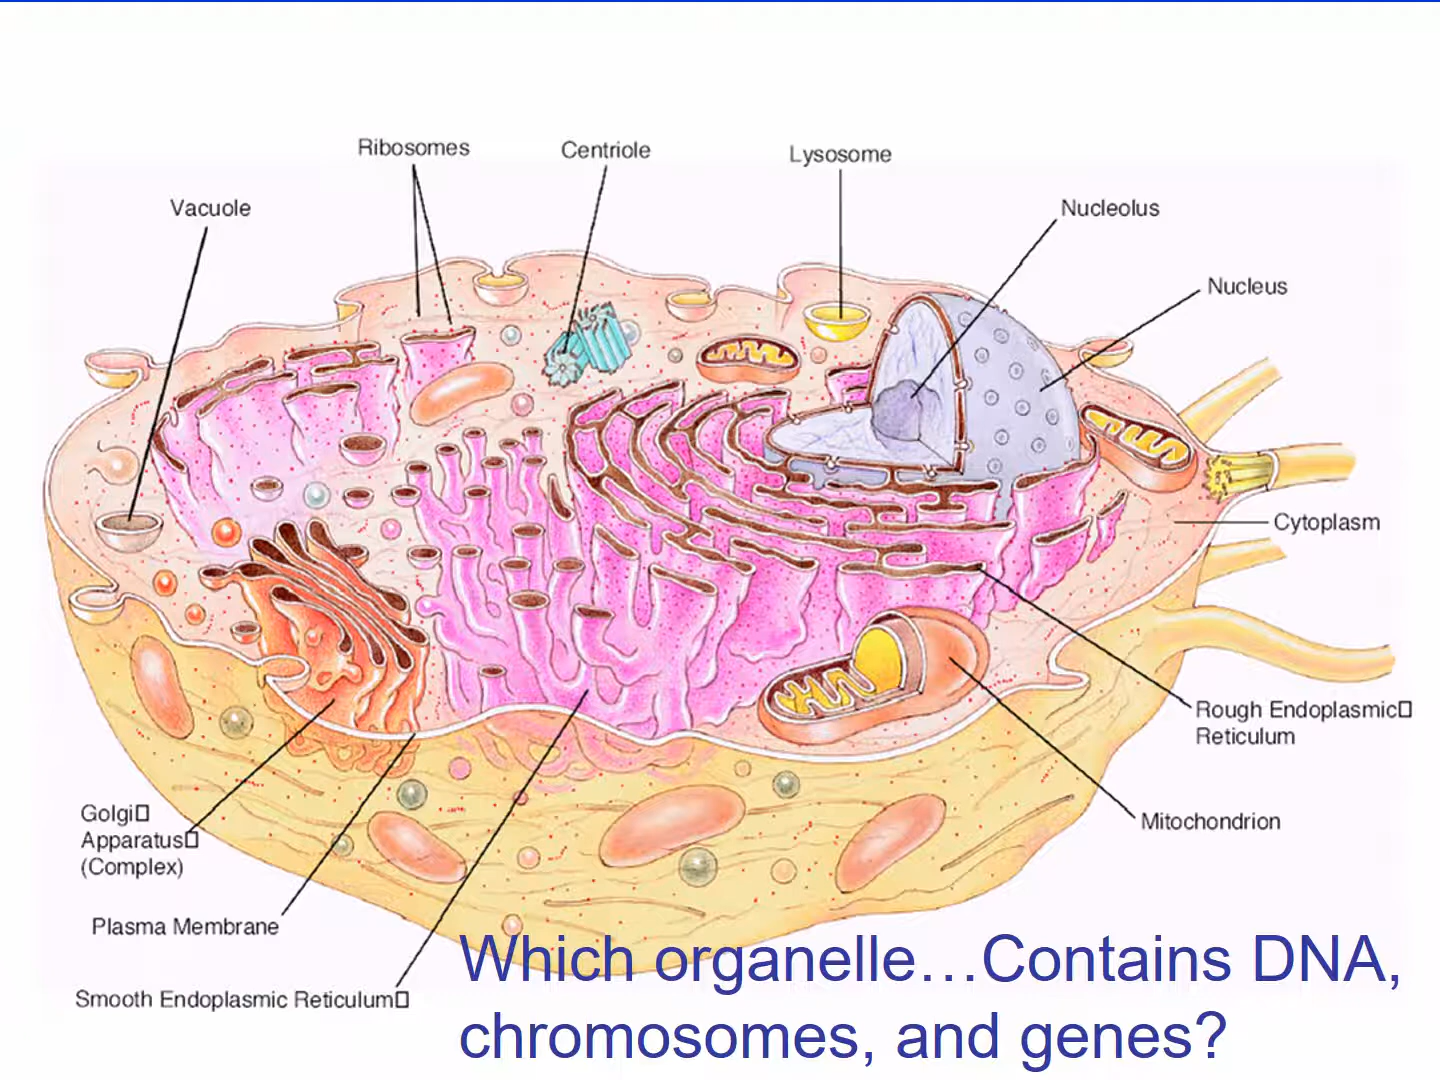 Ribosomes
Centriole
Lysosome
Vacuole
Nucleolus
Nucleus
Cytoplasm
Rough Endoplasmic□
Reticulum
Mitochondrion
Golgi□
Apparatus□
(Complex)
Plasma Membrane
Smooth Endoplasmic Reticulum□
Which organelle…Contains DNA,
chromosomes, and genes?